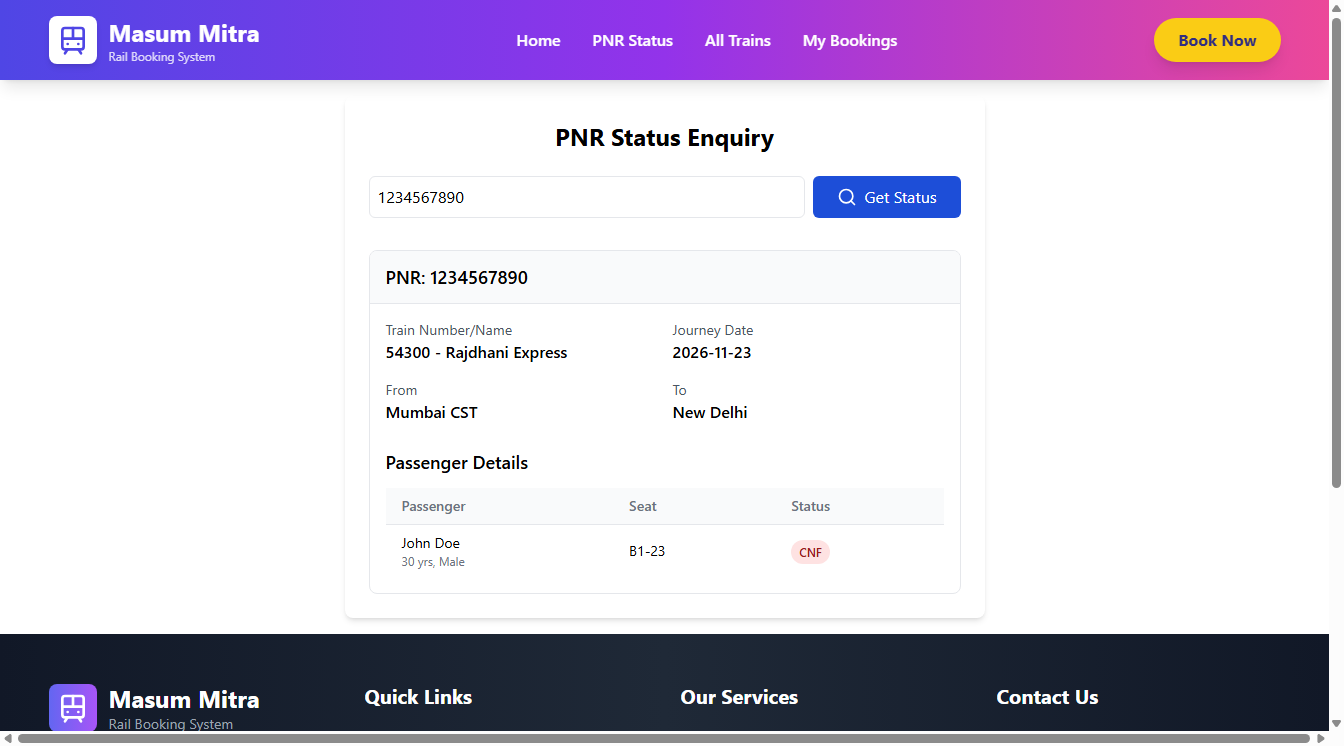 Masum Mitra
Rail Booking System
Home
PNR Status
All Trains
My Bookings
Book Now
PNR Status Enquiry
1234567890
Get Status
PNR: 1234567890
Train Number/Name
Journey Date
54300 - Rajdhani Express
2026-11-23
From
To
Mumbai CST
New Delhi
Passenger Details
Passenger
Seat
Status
John Doe
30 yrs, Male
B1-23
CNF
Masum Mitra
Rail Booking System
Quick Links
Our Services
Contact Us